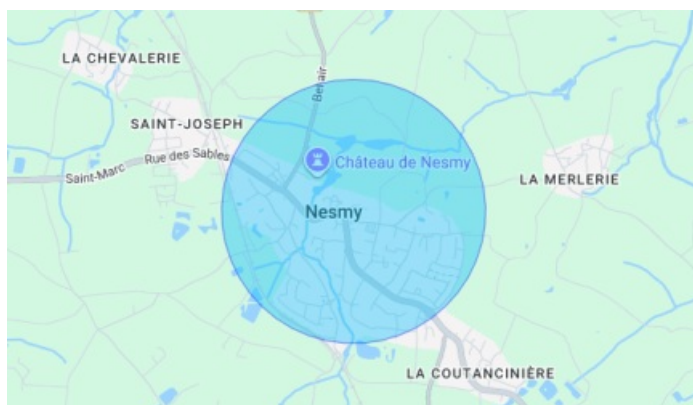 LA CHEVALERIE
Belair
SAINT-JOSEPH
Rue des Sables
Saint-Marc
Château de Nesmy
LA MERLERIE
Nesmy
LA COUTANCINIÈRE